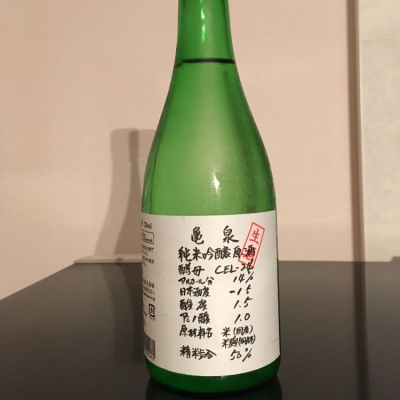 亀泉
純米吟醸原酒
生
酵母 CEL-24
アルコール分 14%
日本酒度 -15
酸度 1.5
アミノ酸 1.0
原材料名 米(国産)
米麹(国産米)
精米歩合 50%